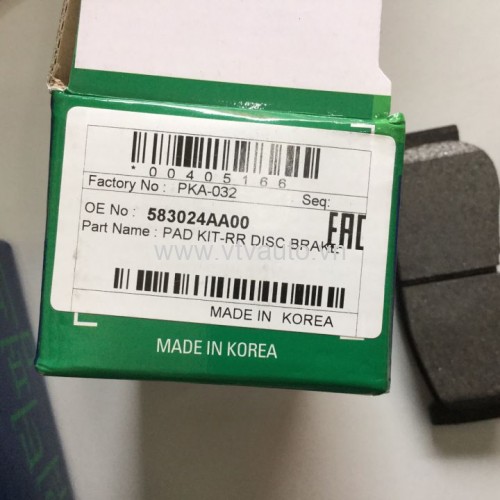 *00405166
Factory No : PKA-032 Seq:
OE No : 583024AA00
EAC
Part Name : PAD KIT-RR DISC BRAKE
www.vtvauto.vn
MADE IN KOREA
MADE IN KOREA